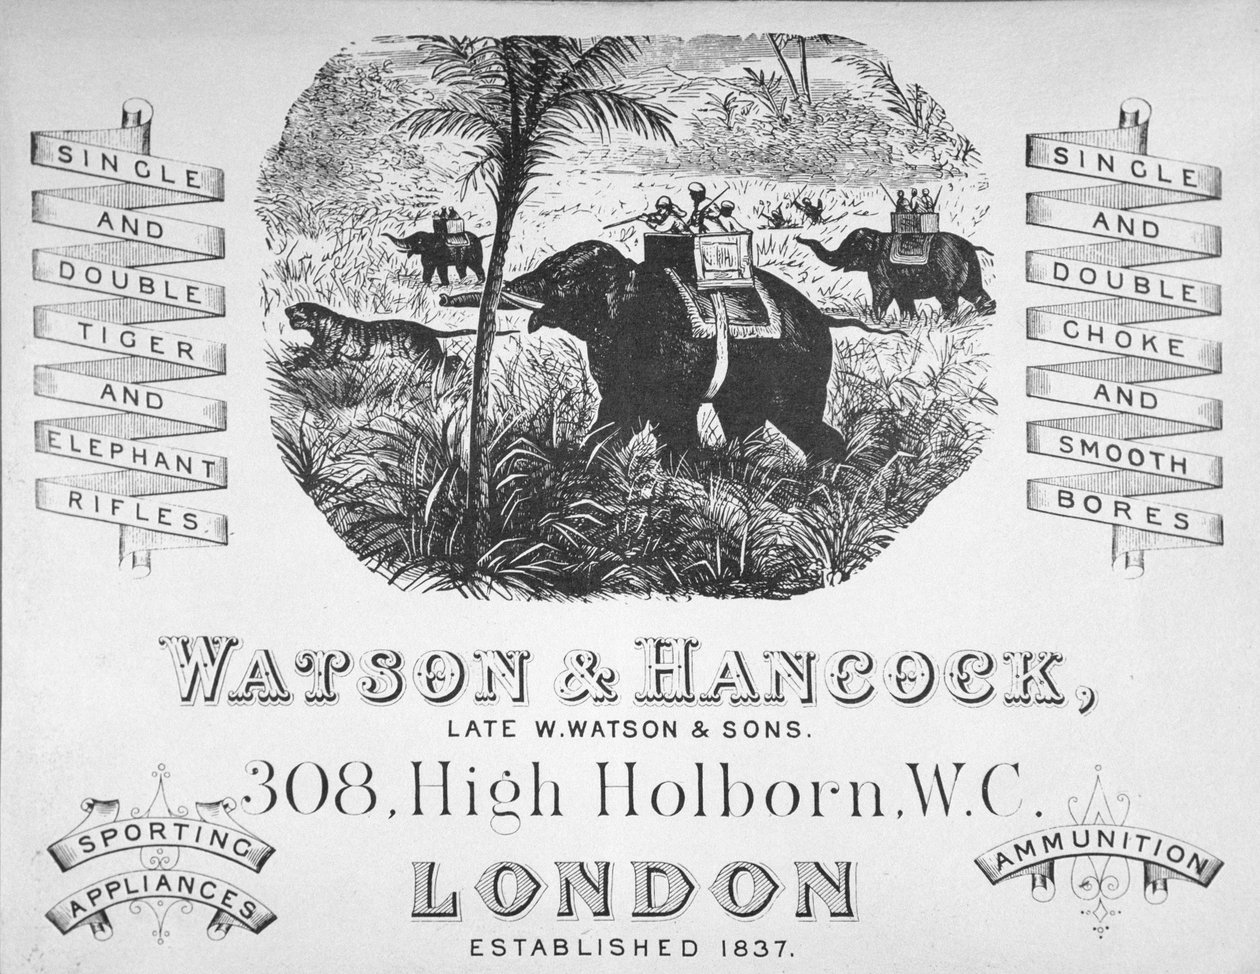 SINGLE
AND
DOUBLE
TIGER
AND
ELEPHANT
RIFLES.
SINGLE
AND
DOUBLE
CHOKE
AND
SMOOTH
BORES
WATSON & HANCOCK,
LATE W. WATSON & SONS.
308, High Holborn, W.C.
LONDON
ESTABLISHED 1837.
SPORTING
APPLIANCES
AMMUNITION